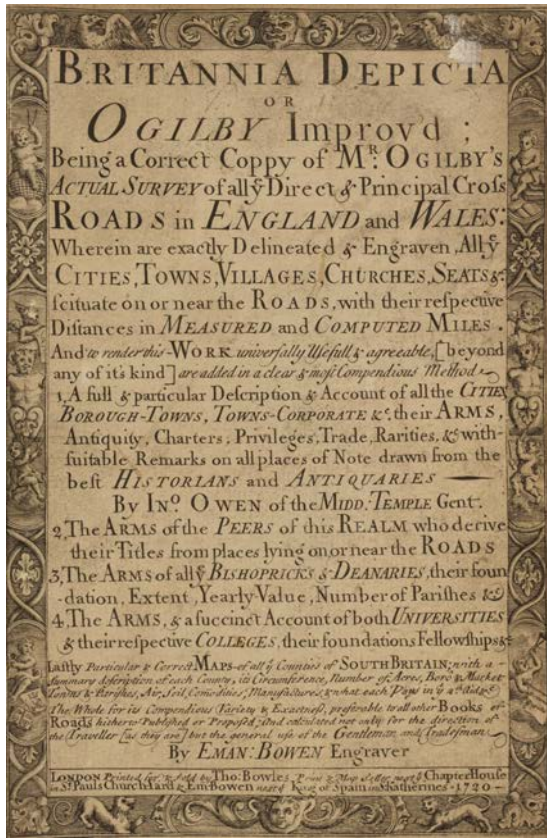 BRITANNIA DEPICTA
OR
OGILBY Improv'd;
Being a Correct Coppy of Mr: OGILBY'S
ACTUAL SURVEY of all ye Direct & Principal Cross
ROADS in ENGLAND and WALES:
Wherein are exactly Delineated & Engraven, All ye
CITIES, TOWNS, VILLAGES, CHURCHES, SEATS &c.
scituate on or near the ROADS, with their respective
Distances in MEASURED and COMPUTED MILES.
And to render this WORK universally Usefull & agreeable, [beyond
any of it's kind] are added in a clear & most Compendious Method
1, A full & particular Description & Account of all the CITIES,
BOROUGH-TOWNS, TOWNS-CORPORATE &c. their ARMS,
Antiquity, Charters, Privileges, Trade, Rarities, &c. with
suitable Remarks on all places of Note drawn from the
best HISTORIANS and ANTIQUARIES
By Ino. OWEN of the MIDD. TEMPLE Gent.
2, The ARMS of the PEERS of this REALM who derive
their Titles from places lying on, or near the ROADS
3, The ARMS of all ye BISHOPRICKS & DEANARIES, their foun
-dation, Extent, Yearly Value, Number of Parishes &c
4, The ARMS, & a succinct Account of both UNIVERSITIES
& their respective COLLEGES, their foundations Fellowships &c
Lastly Particular & Correct MAPS of all ye Counties of SOUTH BRITAIN; with a
Summary description of each County, its Circumference, Number of Acres, Boro' & Market
Towns & Parishes, Air, Soil, Comodities, Manufactures, & what each Pays in ye 2s. Aid &c
The Whole for its Compendious Variety & Exactness, preferable to all other Books of
Roads hitherto Published or Proposed; And calculated not only for the direction of
the Traveller [as they are] but the general use of the Gentleman and Tradesman.
By EMAN: BOWEN Engraver
LONDON Printed for, & Sold by Tho: Bowles, Print & Map Seller next ye Chapter House
in St. Pauls Church Yard & Em: Bowen near ye King of Spain in St Katherines 1720